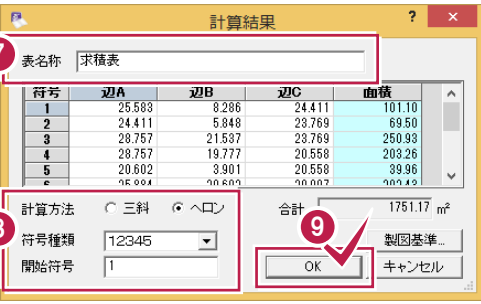 計算結果 ? ×
7
表名称 求積表
符号 辺A 辺B 辺C 面積
1 25.583 8.286 24.411 101.10
2 24.411 5.848 23.769 69.50
3 28.757 21.537 23.769 250.93
4 28.757 19.777 20.558 203.26
5 20.602 3.901 20.558 39.96
計算方法 三斜 ヘロン 合計 1751.17 m²
8 9
符号種類 12345 製図基準...
開始符号 1 OK キャンセル